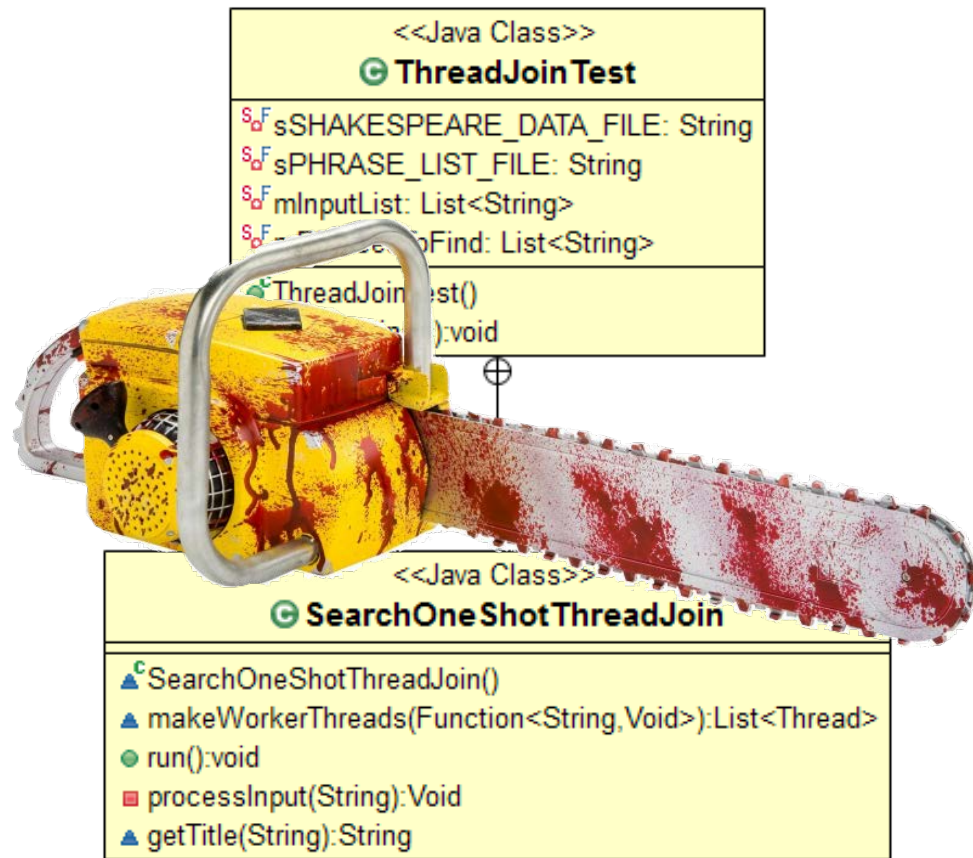 <<Java Class>>
ThreadJoinTest
sSHAKESPEARE_DATA_FILE: String
sPHRASE_LIST_FILE: String
mInputList: List<String>
List<String>
ThreadJoin
:void
<<Java Class>>
SearchOneShotThreadJoin
SearchOneShotThreadJoin()
makeWorkerThreads(Function<String,Void>):List<Thread>
run():void
processInput(String):Void
getTitle(String):String